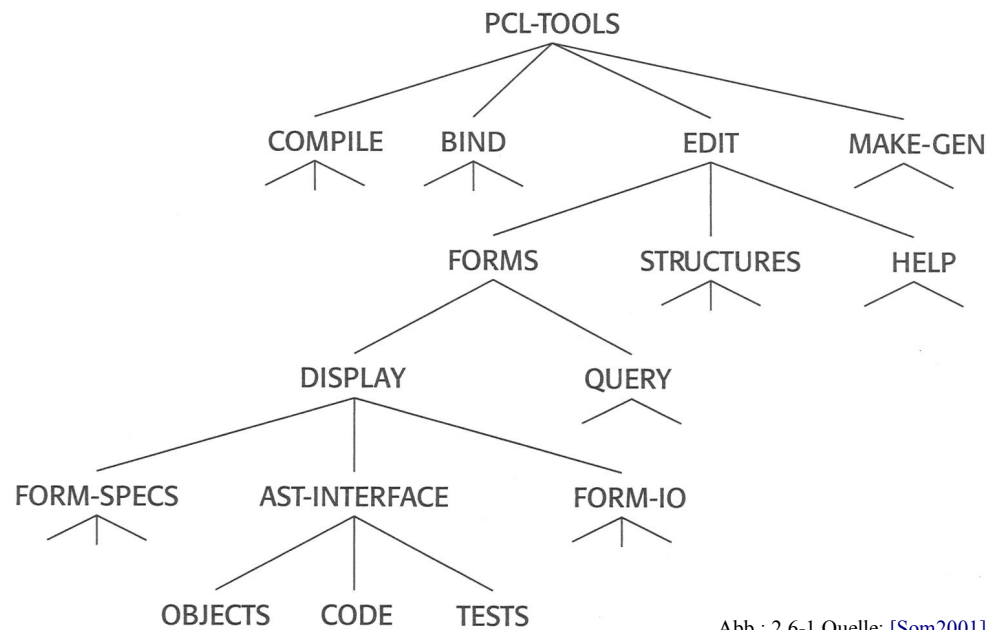 PCL-TOOLS
COMPILE BIND EDIT MAKE-GEN
FORMS STRUCTURES HELP
DISPLAY QUERY
FORM-SPECS AST-INTERFACE FORM-IO
OBJECTS CODE TESTS
Abb.: 2.6-1 Quelle: [Som2001]